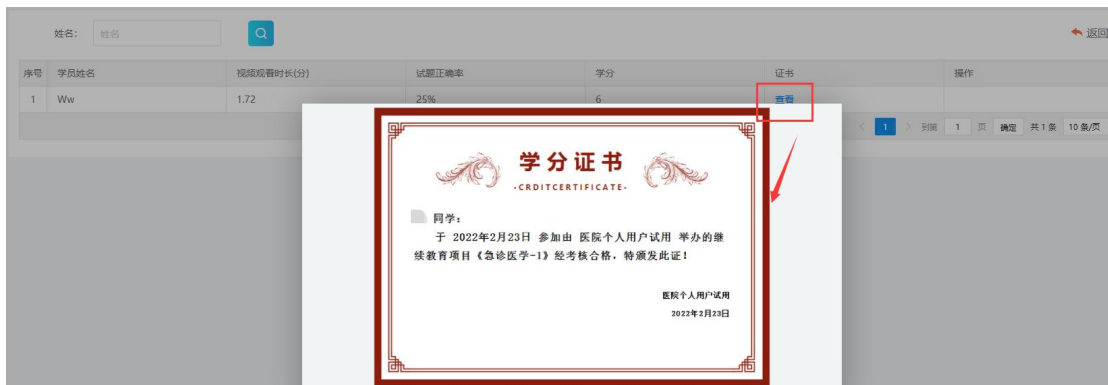 姓名： 姓名 返回
序号 学员姓名 视频观看时长(分) 试题正确率 学分 证书 操作
1 Ww 1.72 25% 6 查看
1 到第 1 页 确定 共 1 条 10 条/页
学分证书
·CRDITCERTIFICATE·
同学：
于 2022年2月23日 参加由 医院个人用户试用 举办的继
续教育项目《急诊医学-1》经考核合格，特颁发此证！
医院个人用户试用
2022年2月23日